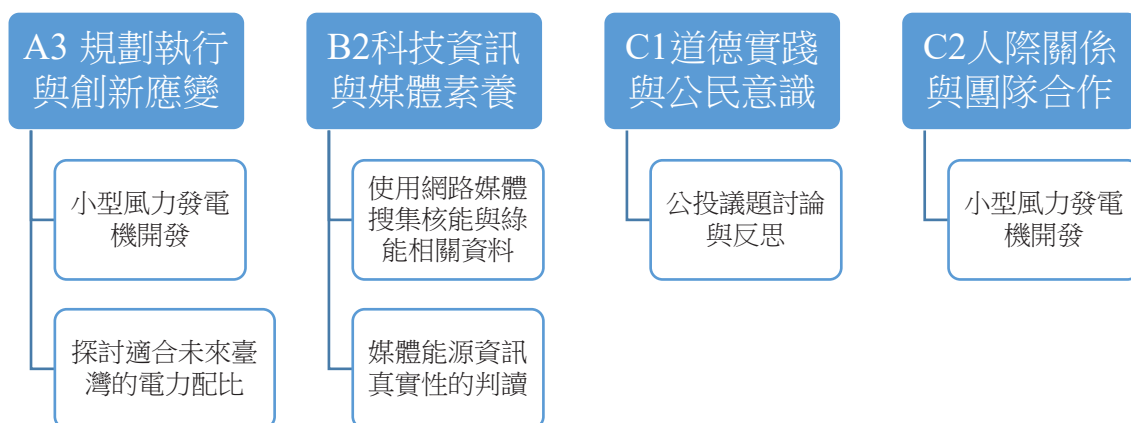 A3 規劃執行
與創新應變
小型風力發電
機開發
探討適合未來臺
灣的電力配比
B2科技資訊
與媒體素養
使用網路媒體
搜集核能與綠
能相關資料
媒體能源資訊
真實性的判讀
C1道德實踐
與公民意識
公投議題討論
與反思
C2人際關係
與團隊合作
小型風力發電
機開發